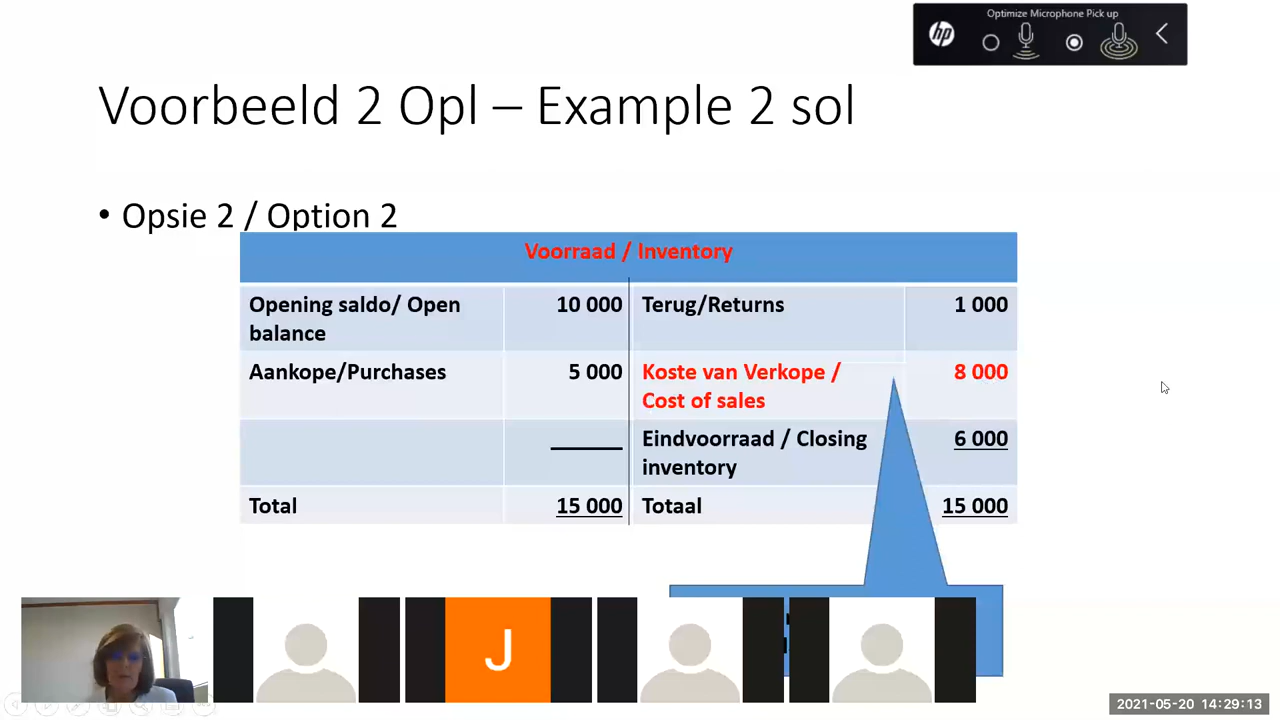 Optimize Microphone Pick up
hp
Voorbeeld 2 Opl – Example 2 sol
• Opsie 2 / Option 2
Voorraad / Inventory
Opening saldo/ Open balance 10 000 Terug/Returns 1 000
Aankope/Purchases 5 000 Koste van Verkope / Cost of sales 8 000
Eindvoorraad / Closing inventory 6 000
Total 15 000 Totaal 15 000
J
2021-05-20 14:29:13